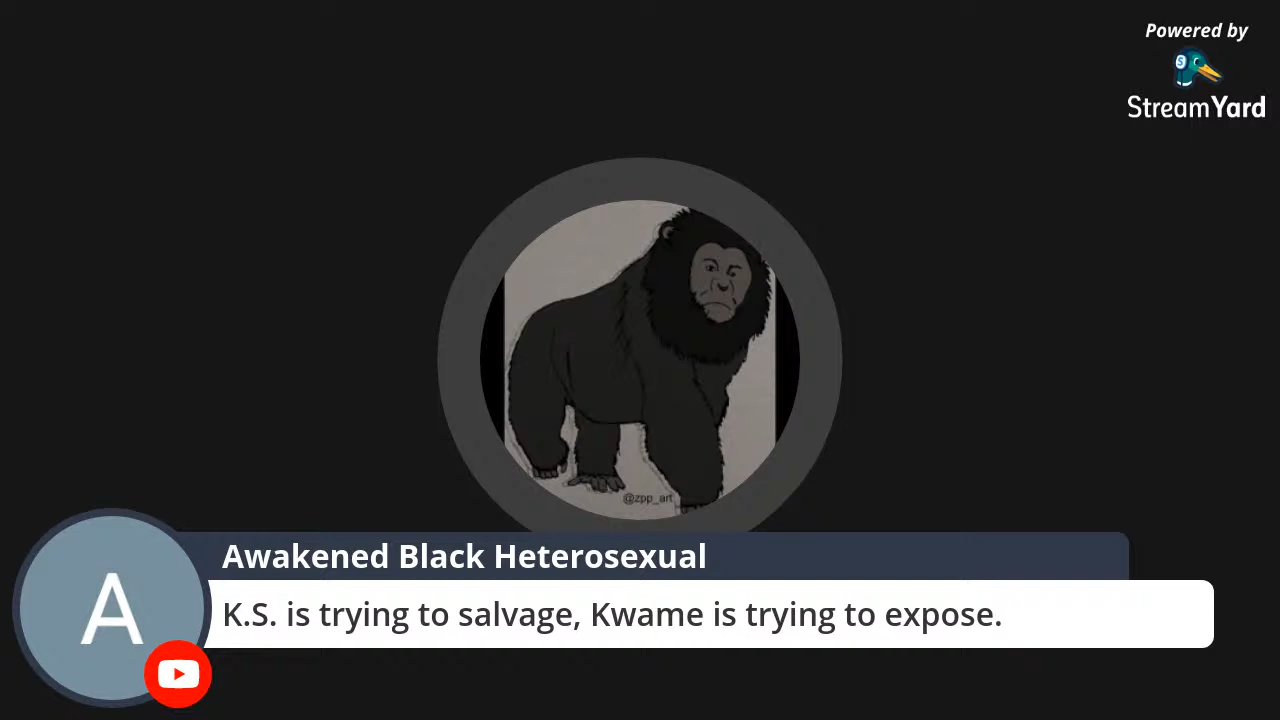 Powered by
StreamYard
@zpp_art
Awakened Black Heterosexual
A
K.S. is trying to salvage, Kwame is trying to expose.